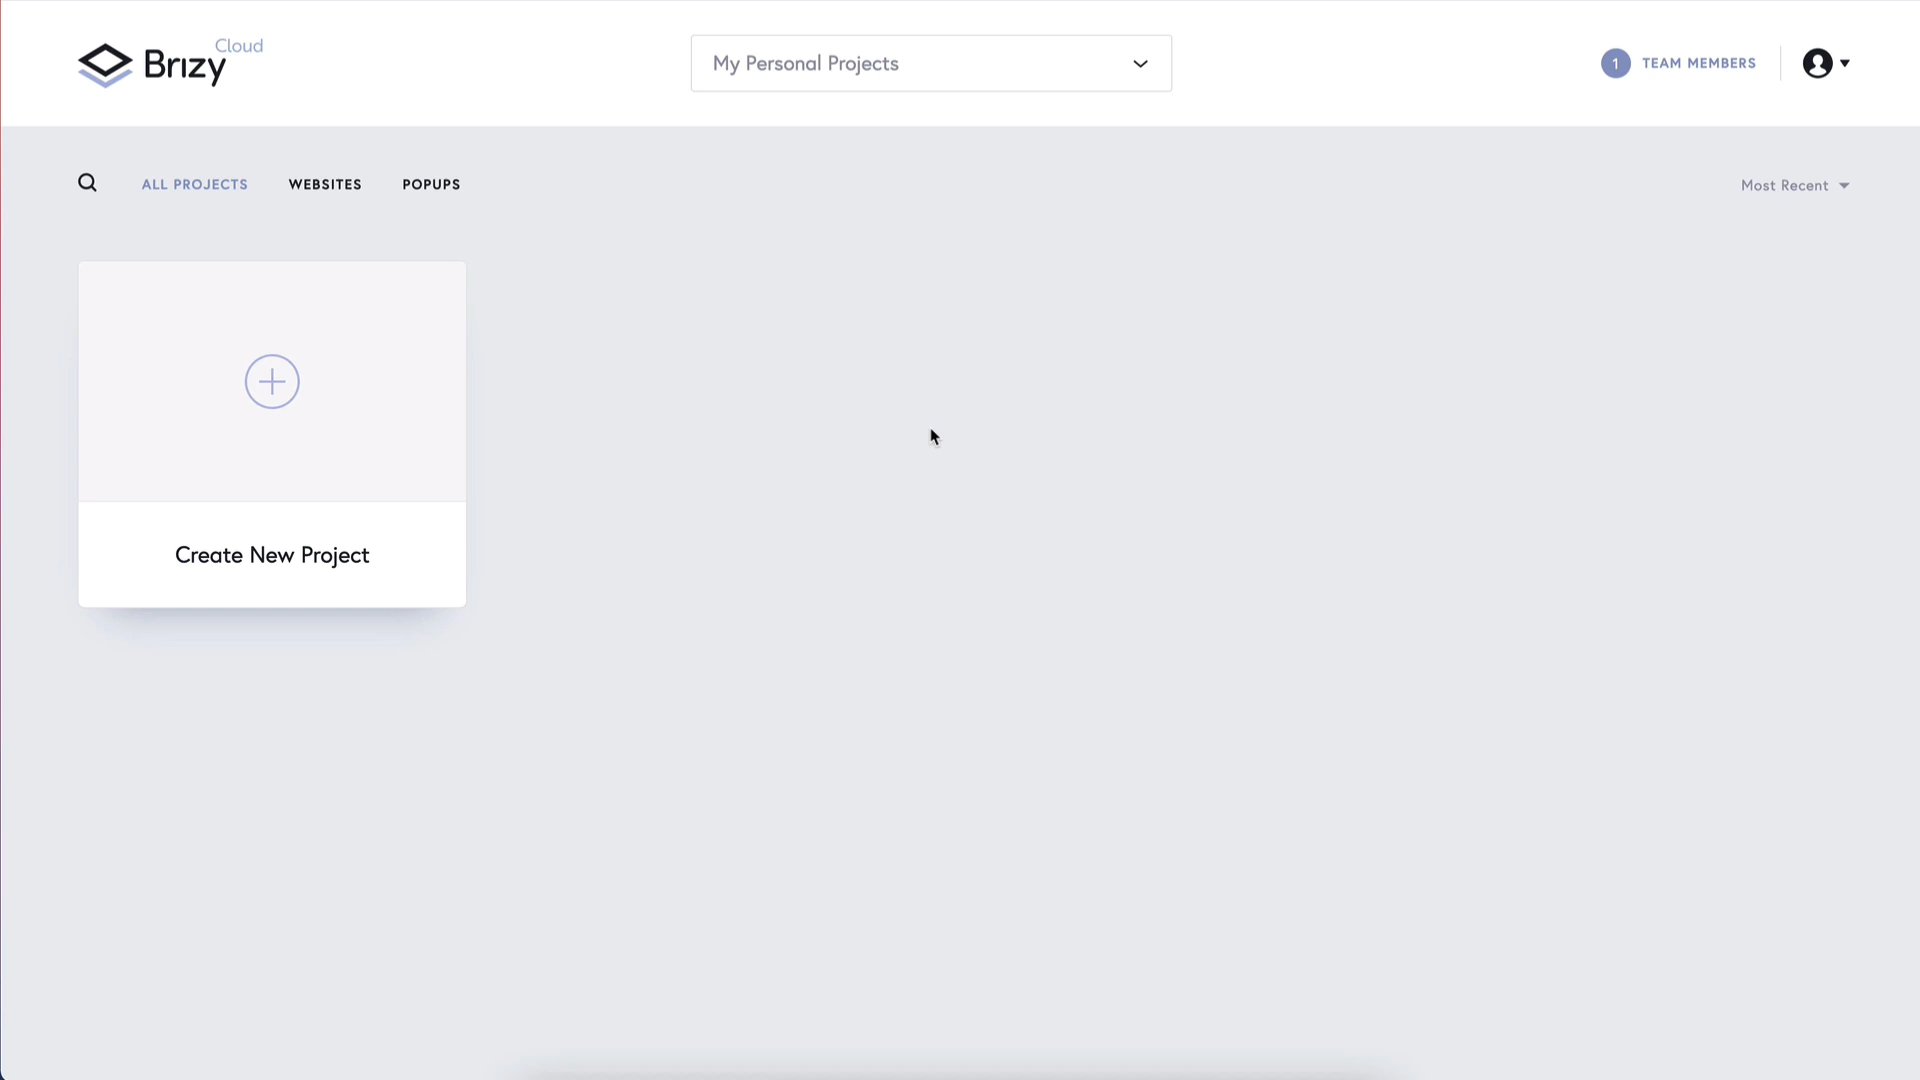 Brizy Cloud
My Personal Projects
1 TEAM MEMBERS
ALL PROJECTS
WEBSITES
POPUPS
Most Recent
Create New Project